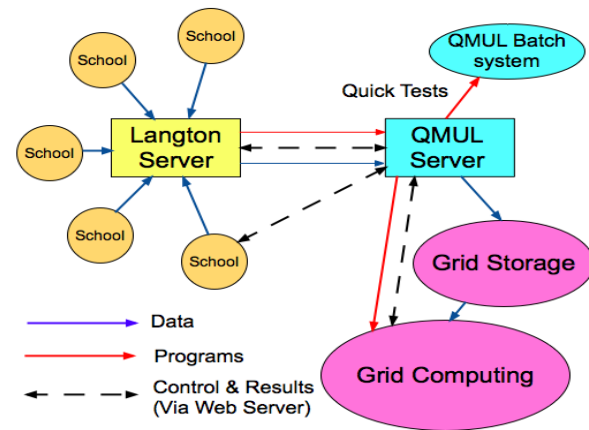 School
School
QMUL Batch
system
Quick Tests
Langton
Server
QMUL
Server
School
School
School
Grid Storage
Data
Programs
Control & Results
(Via Web Server)
Grid Computing